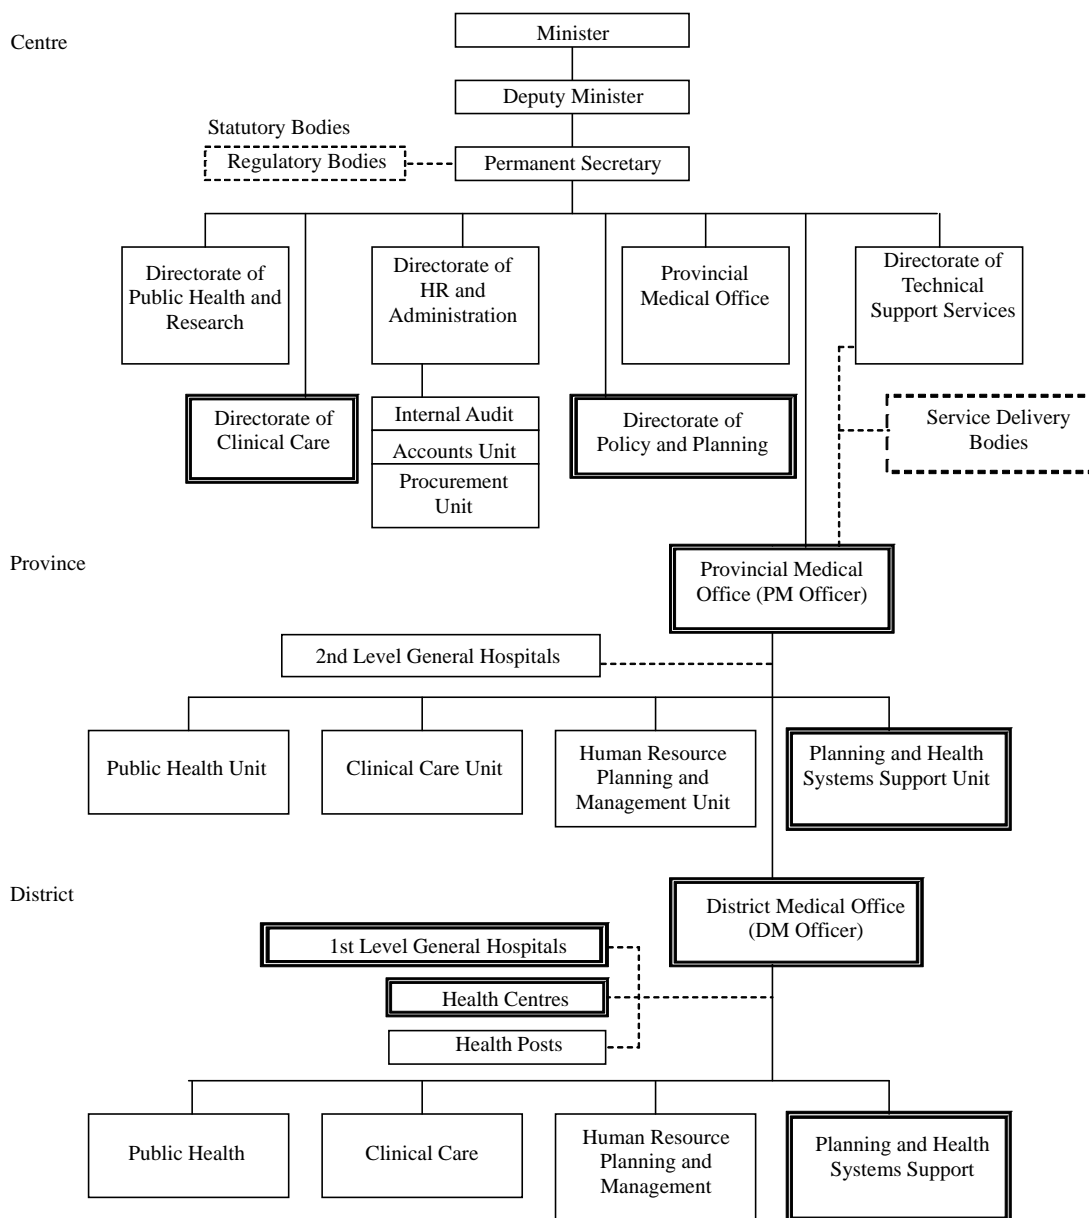 Centre
Minister
Deputy Minister
Statutory Bodies
Regulatory Bodies
Permanent Secretary
Directorate of
Public Health and
Research
Directorate of
HR and
Administration
Provincial
Medical Office
Directorate of
Technical
Support Services
Directorate of
Clinical Care
Internal Audit
Accounts Unit
Procurement
Unit
Directorate of
Policy and Planning
Service Delivery
Bodies
Province
Provincial Medical
Office (PM Officer)
2nd Level General Hospitals
Public Health Unit
Clinical Care Unit
Human Resource
Planning and
Management Unit
Planning and Health
Systems Support Unit
District
District Medical Office
(DM Officer)
1st Level General Hospitals
Health Centres
Health Posts
Public Health
Clinical Care
Human Resource
Planning and
Management
Planning and Health
Systems Support